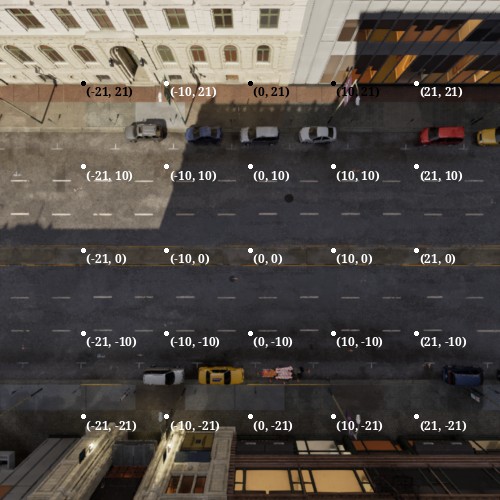 (-21, 21) (-10, 21) (0, 21) (10, 21) (21, 21)
(-21, 10) (-10, 10) (0, 10) (10, 10) (21, 10)
(-21, 0) (-10, 0) (0, 0) (10, 0) (21, 0)
(-21, -10) (-10, -10) (0, -10) (10, -10) (21, -10)
(-21, -21) (-10, -21) (0, -21) (10, -21) (21, -21)